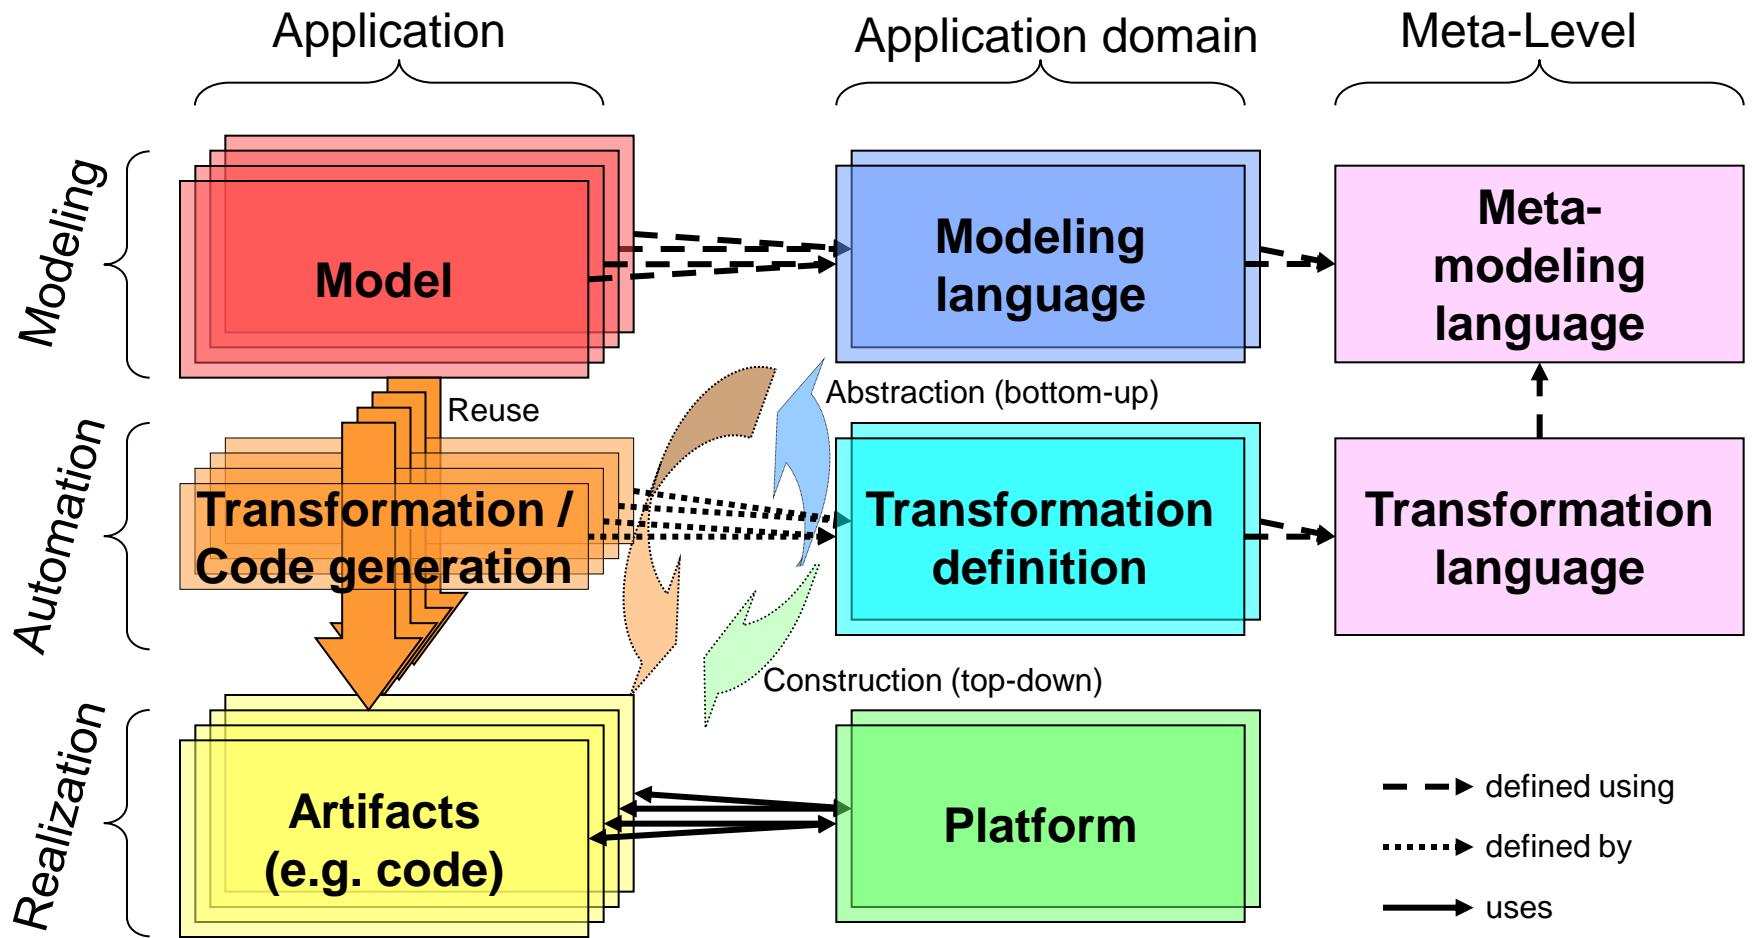 Application
Application domain
Meta-Level
Modeling
Model
Modeling
language
Meta-
modeling
language
Reuse
Abstraction (bottom-up)
Automation
Transformation /
Code generation
Transformation
definition
Transformation
language
Construction (top-down)
Realization
Artifacts
(e.g. code)
Platform
defined using
defined by
uses